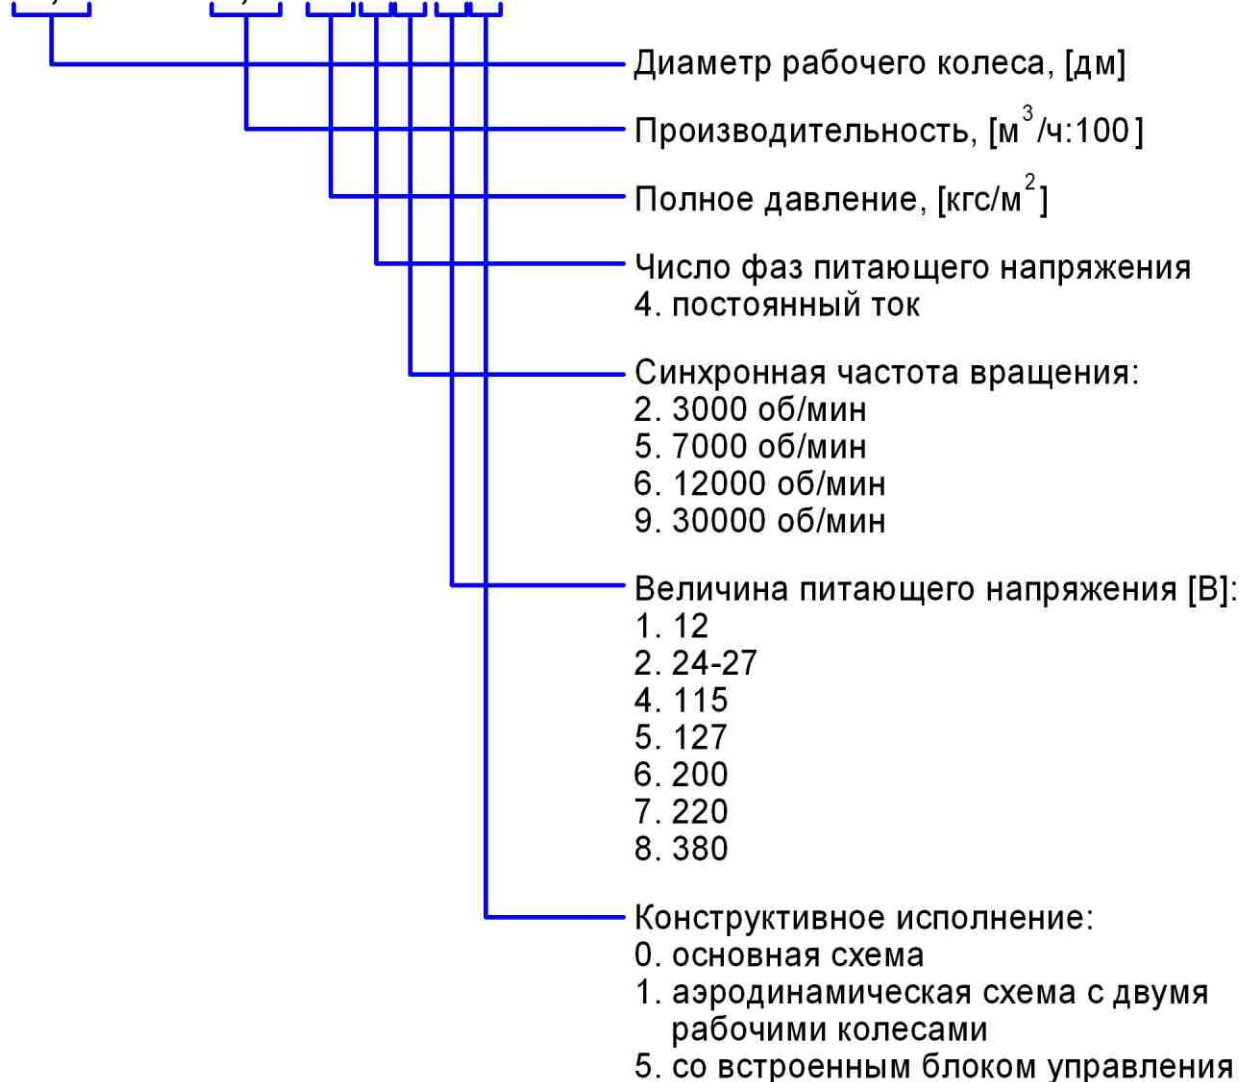 Диаметр рабочего колеса, [дм]
Производительность, [м³/ч:100]
Полное давление, [кгс/м²]
Число фаз питающего напряжения
4. постоянный ток
Синхронная частота вращения:
2. 3000 об/мин
5. 7000 об/мин
6. 12000 об/мин
9. 30000 об/мин
Величина питающего напряжения [В]:
1. 12
2. 24-27
4. 115
5. 127
6. 200
7. 220
8. 380
Конструктивное исполнение:
0. основная схема
1. аэродинамическая схема с двумя
рабочими колесами
5. со встроенным блоком управления